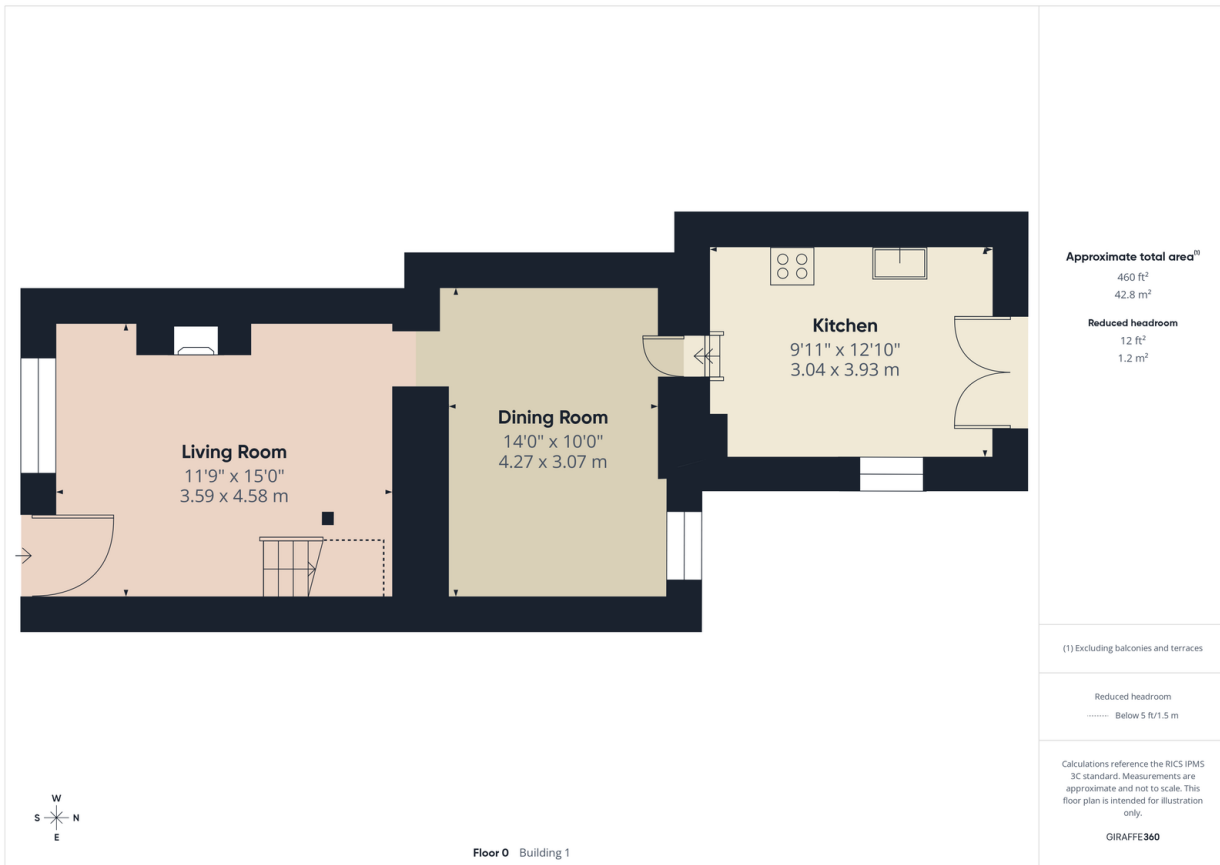 Approximate total area(1)
460 ft²
42.8 m²
Reduced headroom
12 ft²
1.2 m²
Kitchen
9'11" x 12'10"
3.04 x 3.93 m
Dining Room
14'0" x 10'0"
4.27 x 3.07 m
Living Room
11'9" x 15'0"
3.59 x 4.58 m
(1) Excluding balconies and terraces
Reduced headroom
Below 5 ft/1.5 m
Calculations reference the RICS IPMS
3C standard. Measurements are
approximate and not to scale. This
floor plan is intended for illustration
only.
GIRAFFE360
W
S N
E
Floor 0 Building 1